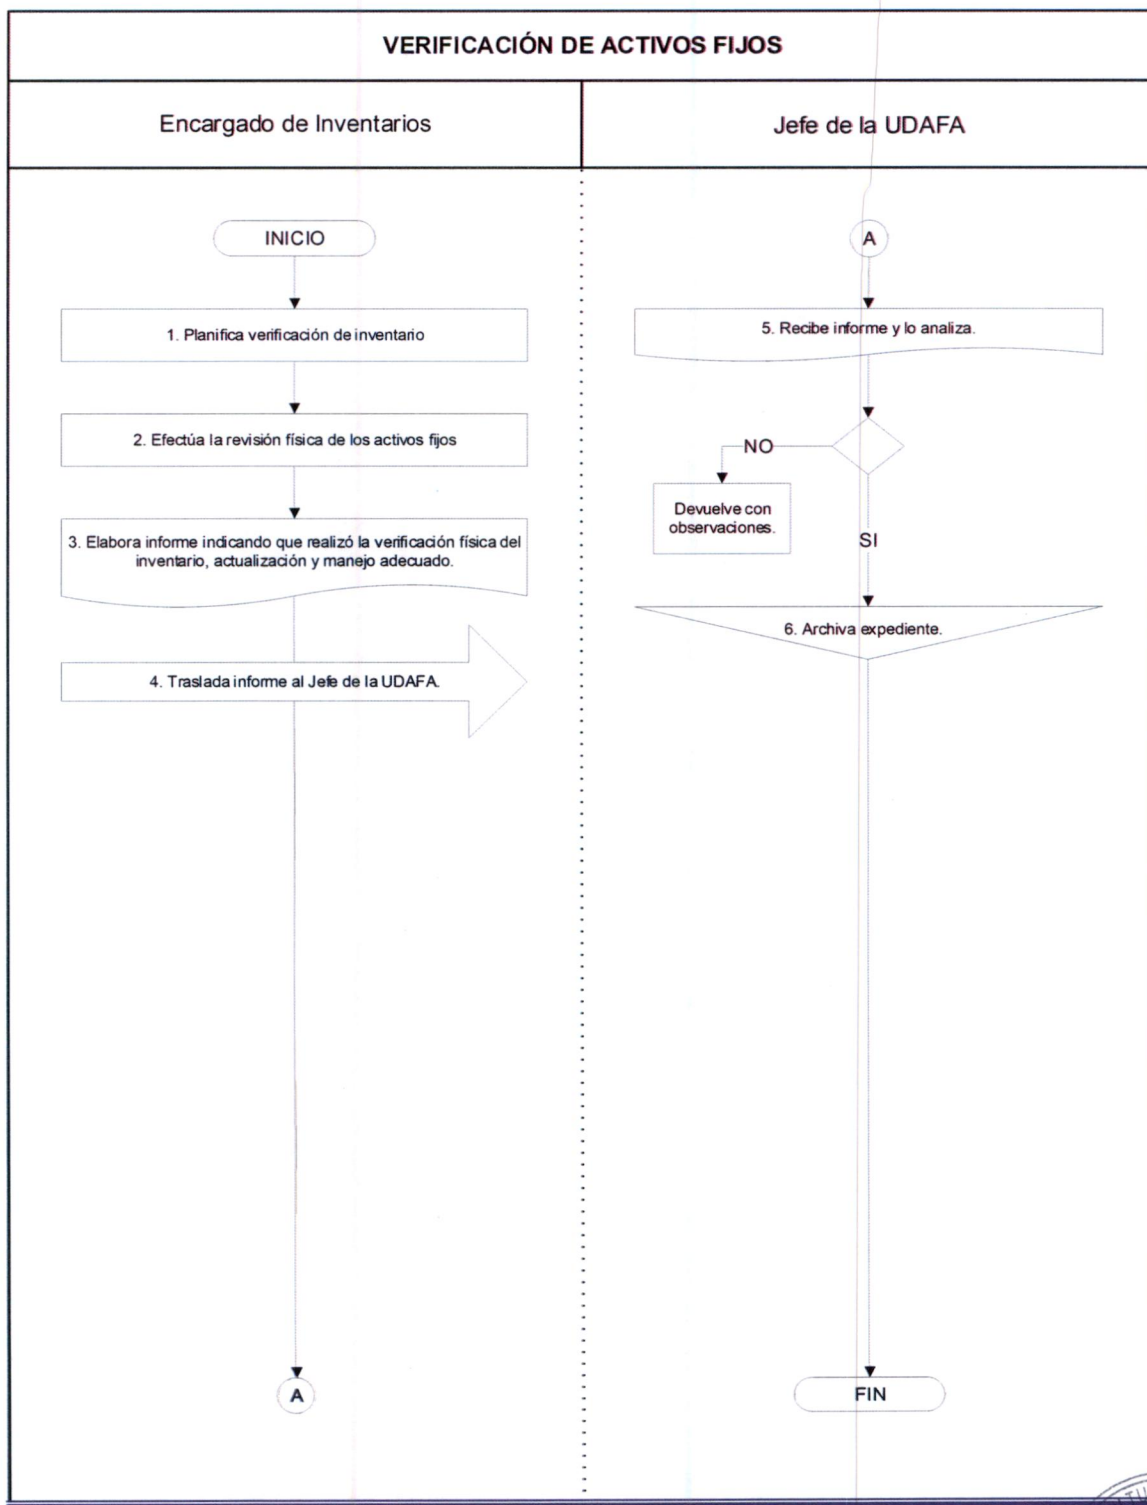 VERIFICACIÓN DE ACTIVOS FIJOS
Encargado de Inventarios
Jefe de la UDAFA
INICIO
1. Planifica verificación de inventario
2. Efectúa la revisión física de los activos fijos
3. Elabora informe indicando que realizó la verificación física del
inventario, actualización y manejo adecuado.
4. Traslada informe al Jefe de la UDAFA.
A
A
5. Recibe informe y lo analiza.
NO
Devuelve con
observaciones.
SI
6. Archiva expediente.
FIN